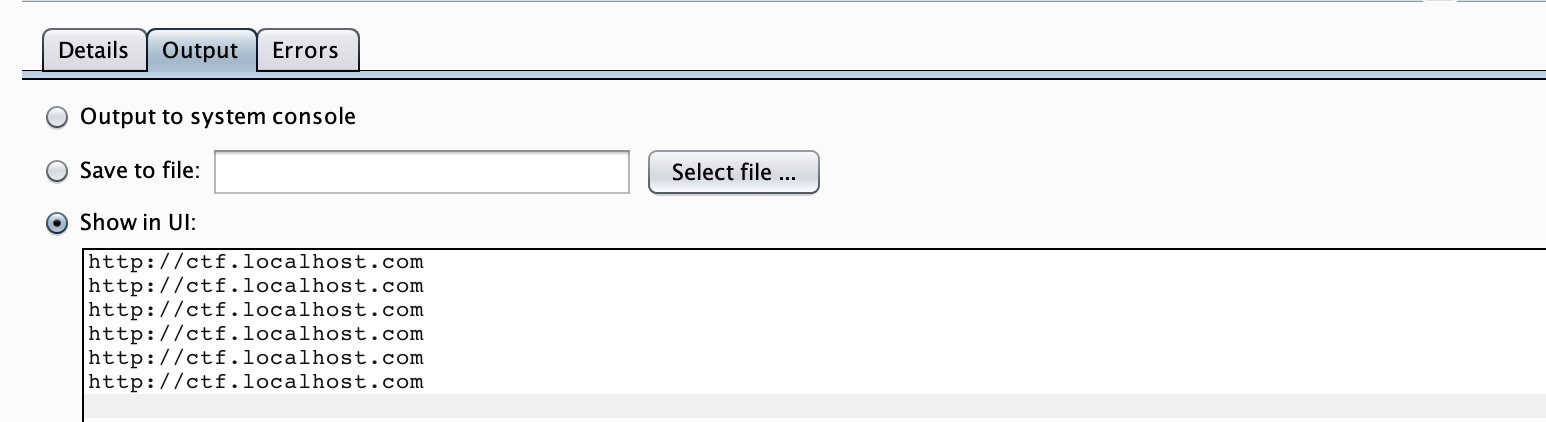 Details Output Errors
Output to system console
Save to file: Select file ...
Show in UI:
http://ctf.localhost.com
http://ctf.localhost.com
http://ctf.localhost.com
http://ctf.localhost.com
http://ctf.localhost.com
http://ctf.localhost.com